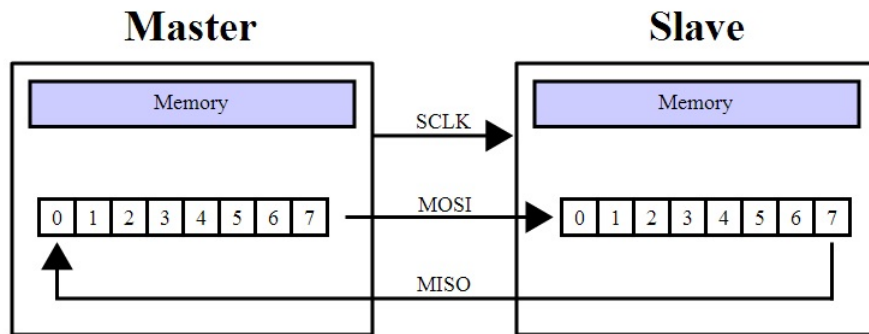 Master Slave
Memory Memory
SCLK
0 1 2 3 4 5 6 7 MOSI 0 1 2 3 4 5 6 7
MISO